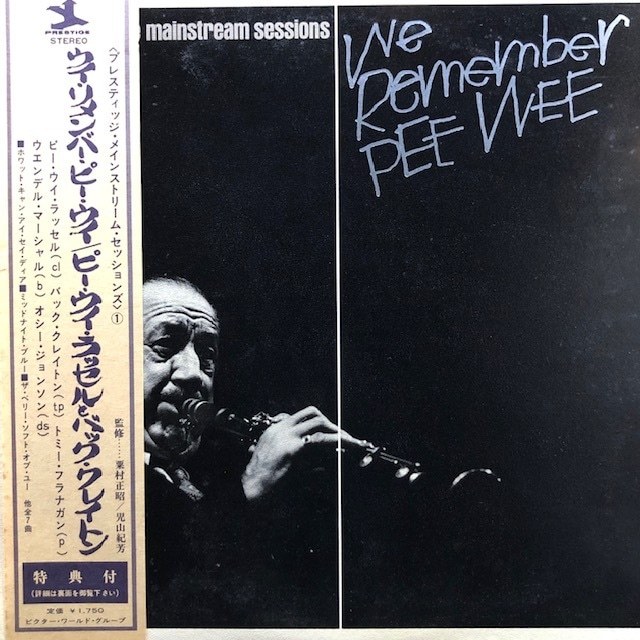 PRESTIGE
STEREO
〈プレスティッジ・メインストリーム・セッションズ〉①
ウイ・リメンバー・ピー・ウイ/ピー・ウイ・ラッセルとバック・クレイトン
ピー・ウイ・ラッセル(cl) バック・クレイトン(tp) トミー・フラナガン(p)
ウエンデル・マーシャル(b) オシー・ジョンソン(ds)
■ホワット・キャン・アイ・セイ・ディア■ミッドナイト・ブルー■ザ・ベリー・ソート・オブ・ユー 他全7曲
監修……粟村正昭/児山紀芳
特典付
(詳細は裏面を御覧下さい)
定価 ¥1,750
ビクター・ワールド・グループ
mainstream sessions
We
Remember
PEE WEE